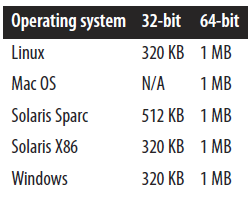 Operating system 32-bit 64-bit
Linux 320 KB 1 MB
Mac OS N/A 1 MB
Solaris Sparc 512 KB 1 MB
Solaris X86 320 KB 1 MB
Windows 320 KB 1 MB